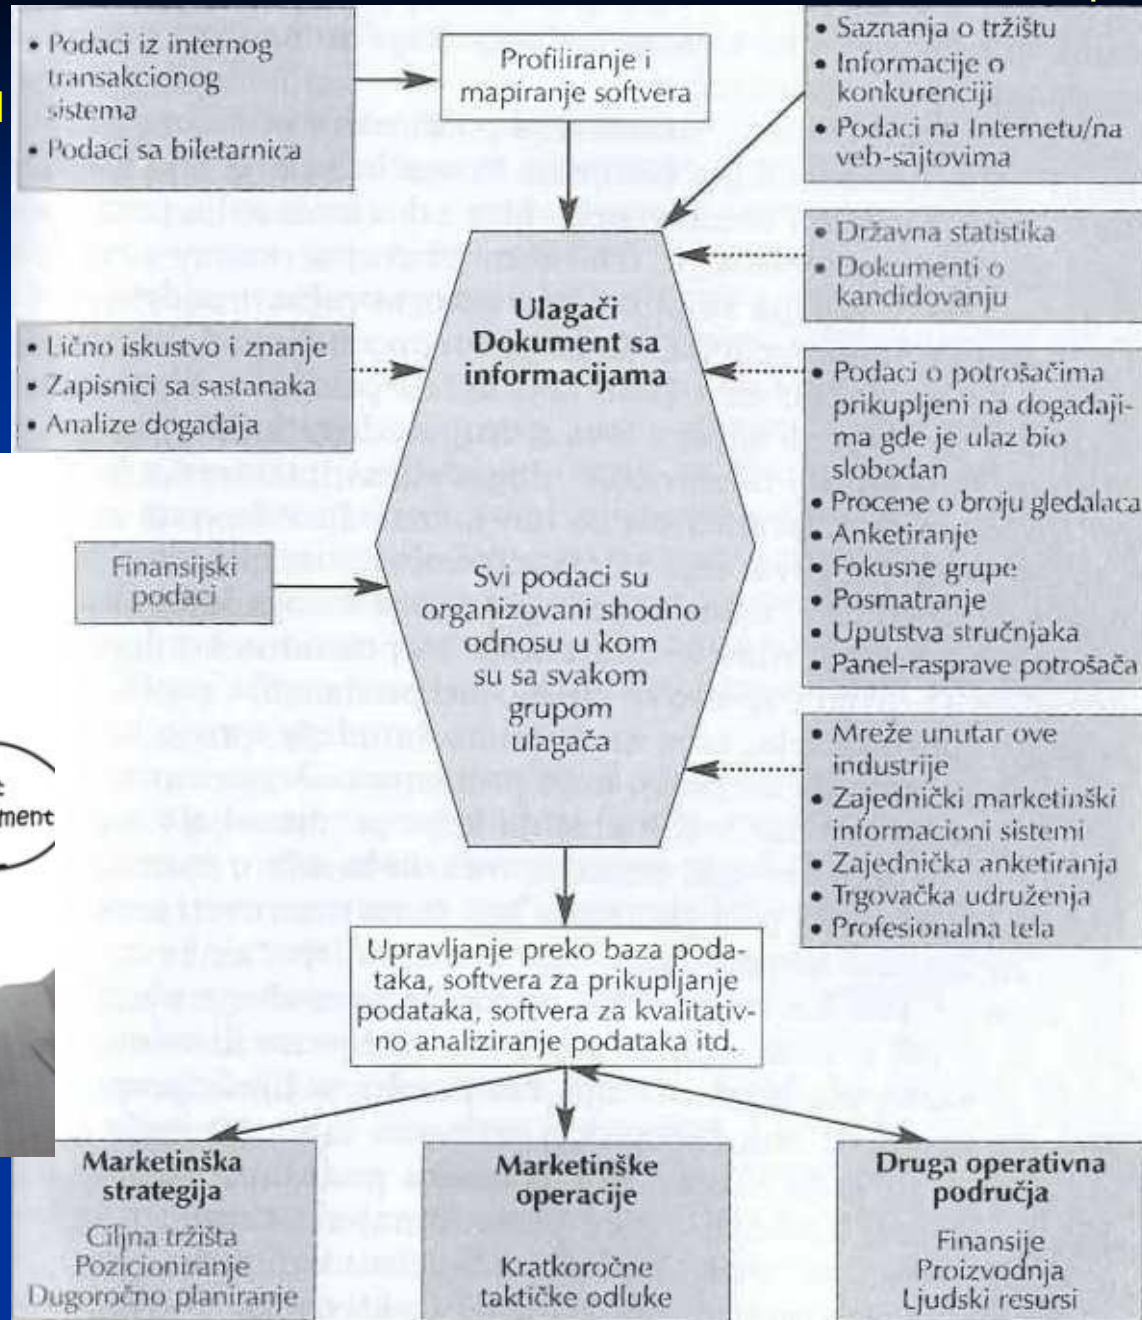 • Podaci iz internog
transakcionog
sistema
• Podaci sa biletarnica
Profiliranje i
mapiranje softvera
• Saznanja o tržištu
• Informacije o
konkurenciji
• Podaci na Internetu/na
veb-sajtovima
• Državna statistika
• Dokumenti o
kandidovanju
Ulagači
Dokument sa
informacijama
• Lično iskustvo i znanje
• Zapisnici sa sastanaka
• Analize događaja
• Podaci o potrošačima
prikupljeni na događaji-
ma gde je ulaz bio
slobodan
• Procene o broju gledalaca
• Anketiranje
• Fokusne grupe
• Posmatranje
• Uputstva stručnjaka
• Panel-rasprave potrošača
Finansijski
podaci
Svi podaci su
organizovani shodno
odnosu u kom
su sa svakom
grupom
ulagača
• Mreže unutar ove
industrije
• Zajednički marketinški
informacioni sistemi
• Zajednička anketiranja
• Trgovačka udruženja
• Profesionalna tela
Upravljanje preko baza poda-
taka, softvera za prikupljanje
podataka, softvera za kvalitativ-
no analiziranje podataka itd.
Marketinška
strategija
Ciljna tržišta
Pozicioniranje
Dugoročno planiranje
Marketinške
operacije
Kratkoročne
taktičke odluke
Druga operativna
područja
Finansije
Proizvodnja
Ljudski resursi